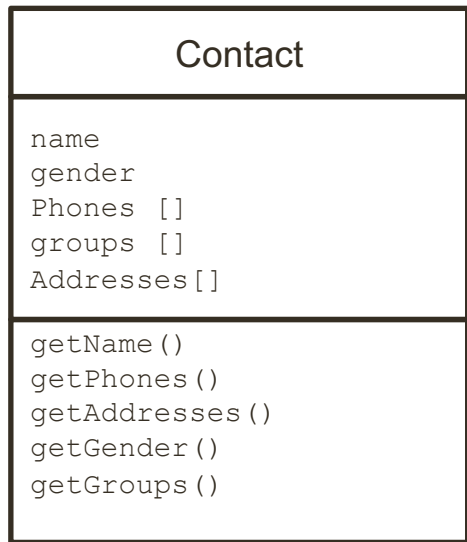 Contact
name
gender
Phones []
groups []
Addresses[]
getName()
getPhones()
getAddresses()
getGender()
getGroups()